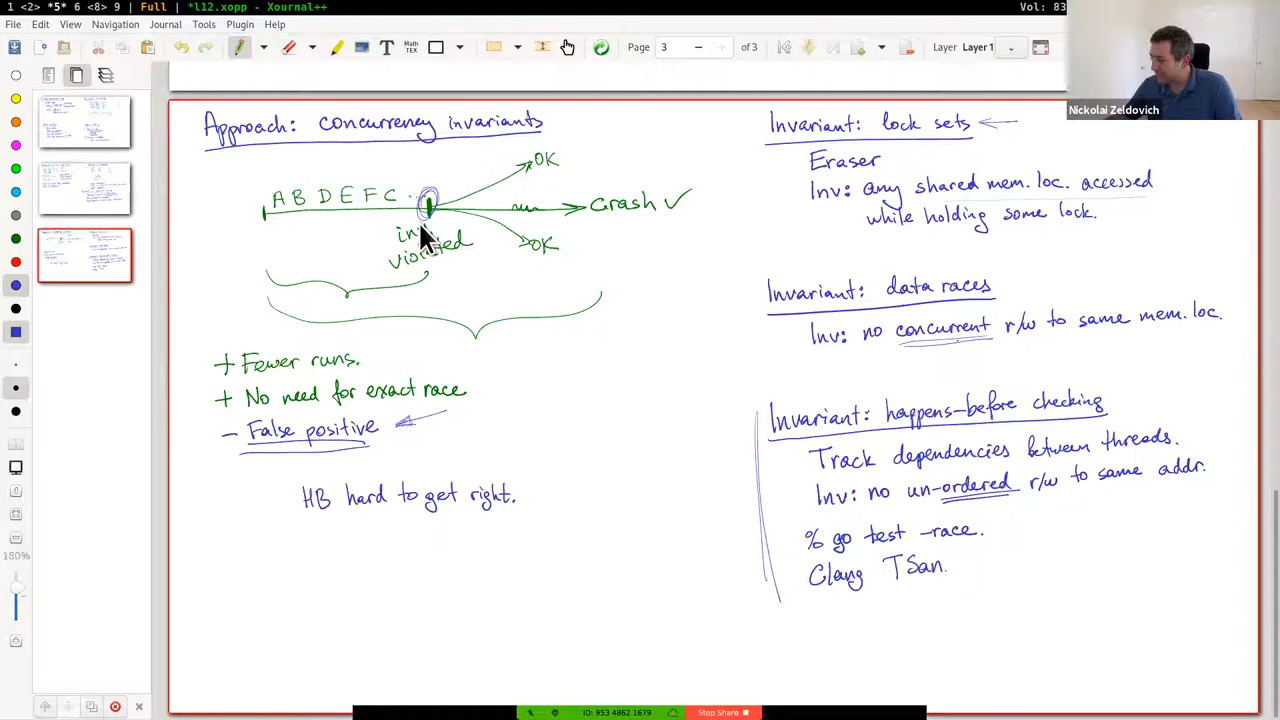 1 <2> *5* 6 <8> 9 | Full | *l12.xopp - Xournal++
Vol: 83
File Edit View Navigation Journal Tools Plugin Help
Page 3 of 3 Layer Layer 1
Nickolai Zeldovich
Approach: concurrency invariants
OK
A B D E F C ...
Crash ✓
OK
+ Fewer runs.
+ No need for exact race
- False positive
HB hard to get right.
Invariant: lock sets
Eraser
Inv: any shared mem. loc. accessed
while holding some lock.
Invariant: data races
Inv: no concurrent r/w to same mem. loc.
Invariant: happens-before checking
Track dependencies between threads.
Inv: no un-ordered r/w to same addr.
% go test -race.
Clang TSan.
180%
ID: 953 4862 1679 Stop Share